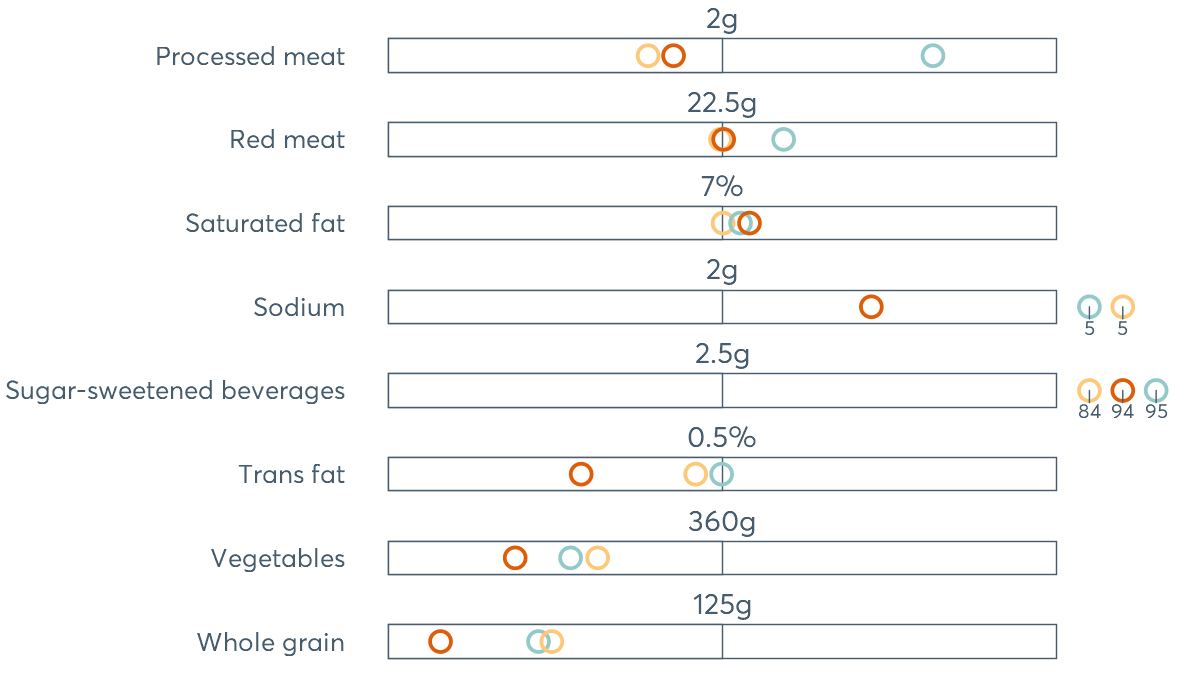 2g
Processed meat
22.5g
Red meat
7%
Saturated fat
2g
Sodium
5 5
2.5g
Sugar-sweetened beverages
84 94 95
0.5%
Trans fat
360g
Vegetables
125g
Whole grain